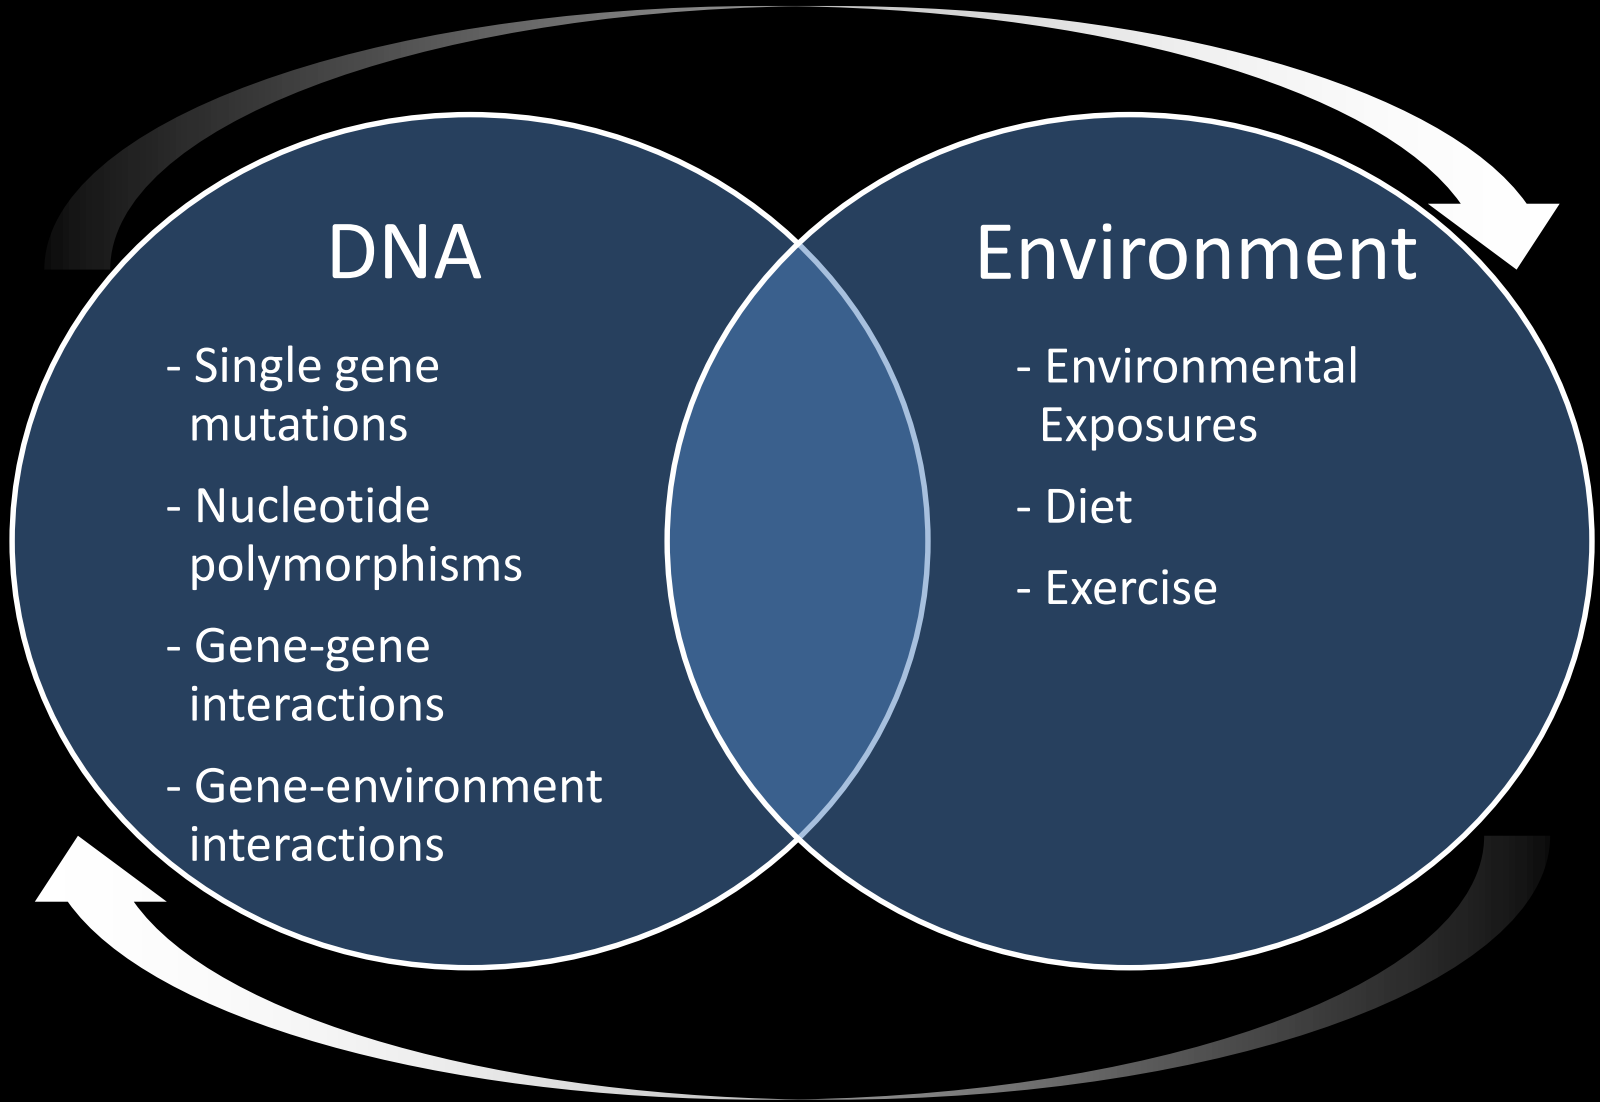 DNA
- Single gene
mutations
- Nucleotide
polymorphisms
- Gene-gene
interactions
- Gene-environment
interactions
Environment
- Environmental
Exposures
- Diet
- Exercise